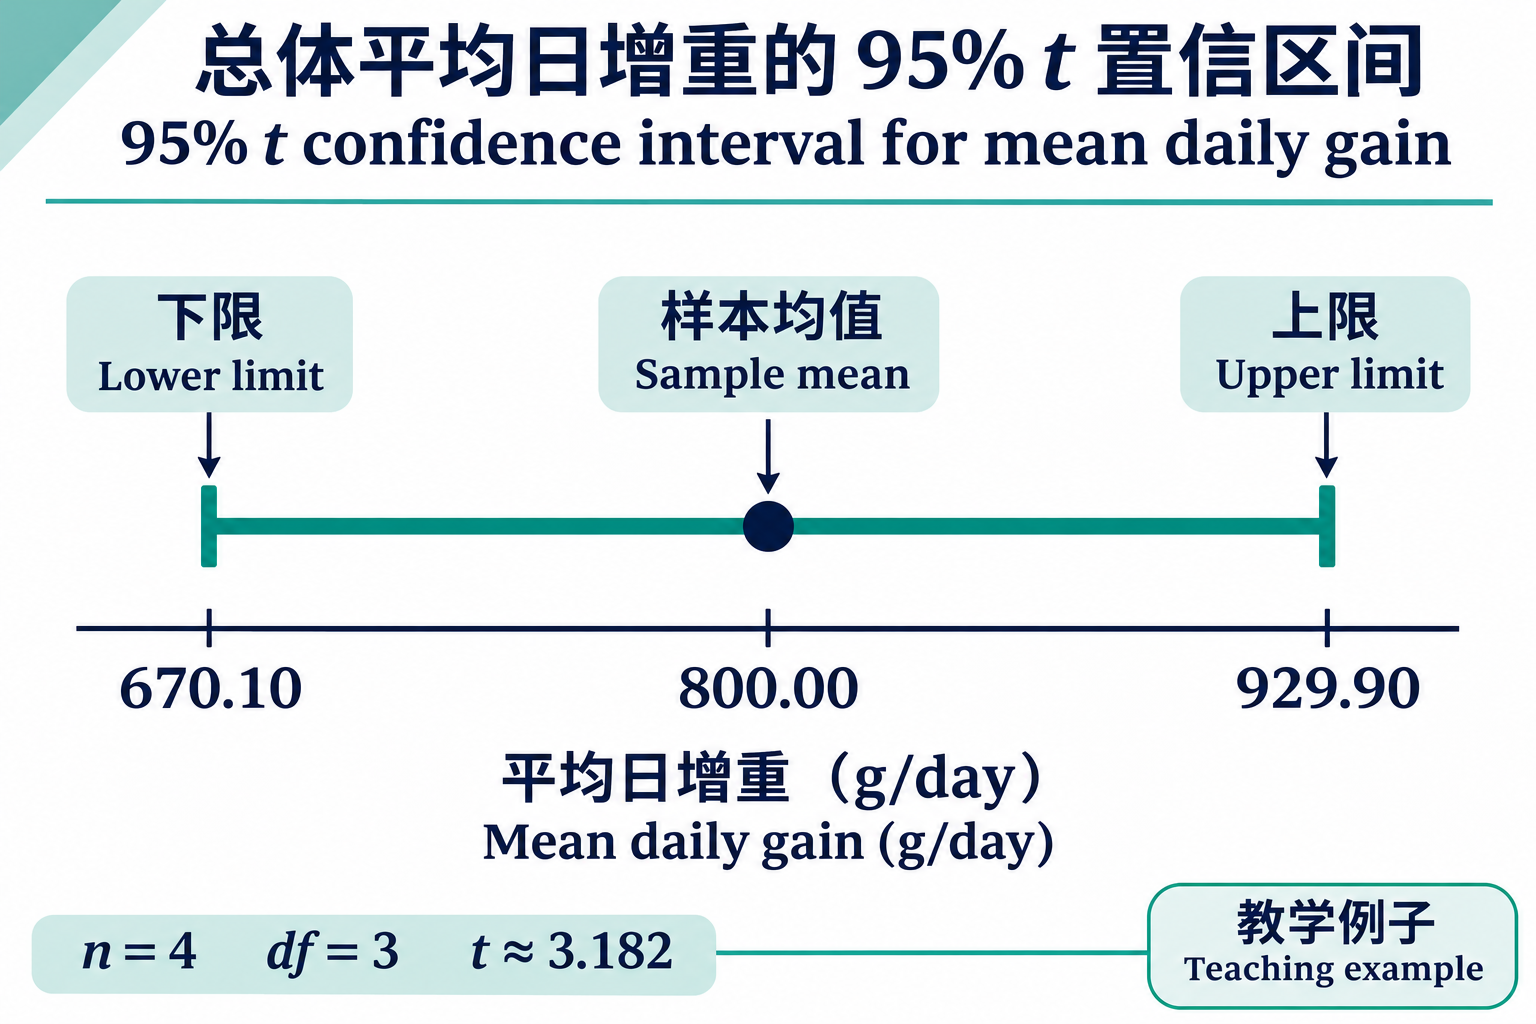 总体平均日增重的 95% t 置信区间
95% t confidence interval for mean daily gain
下限
Lower limit
样本均值
Sample mean
上限
Upper limit
670.10
800.00
929.90
平均日增重（g/day）
Mean daily gain (g/day)
n = 4 df = 3 t ≈ 3.182
教学例子
Teaching example